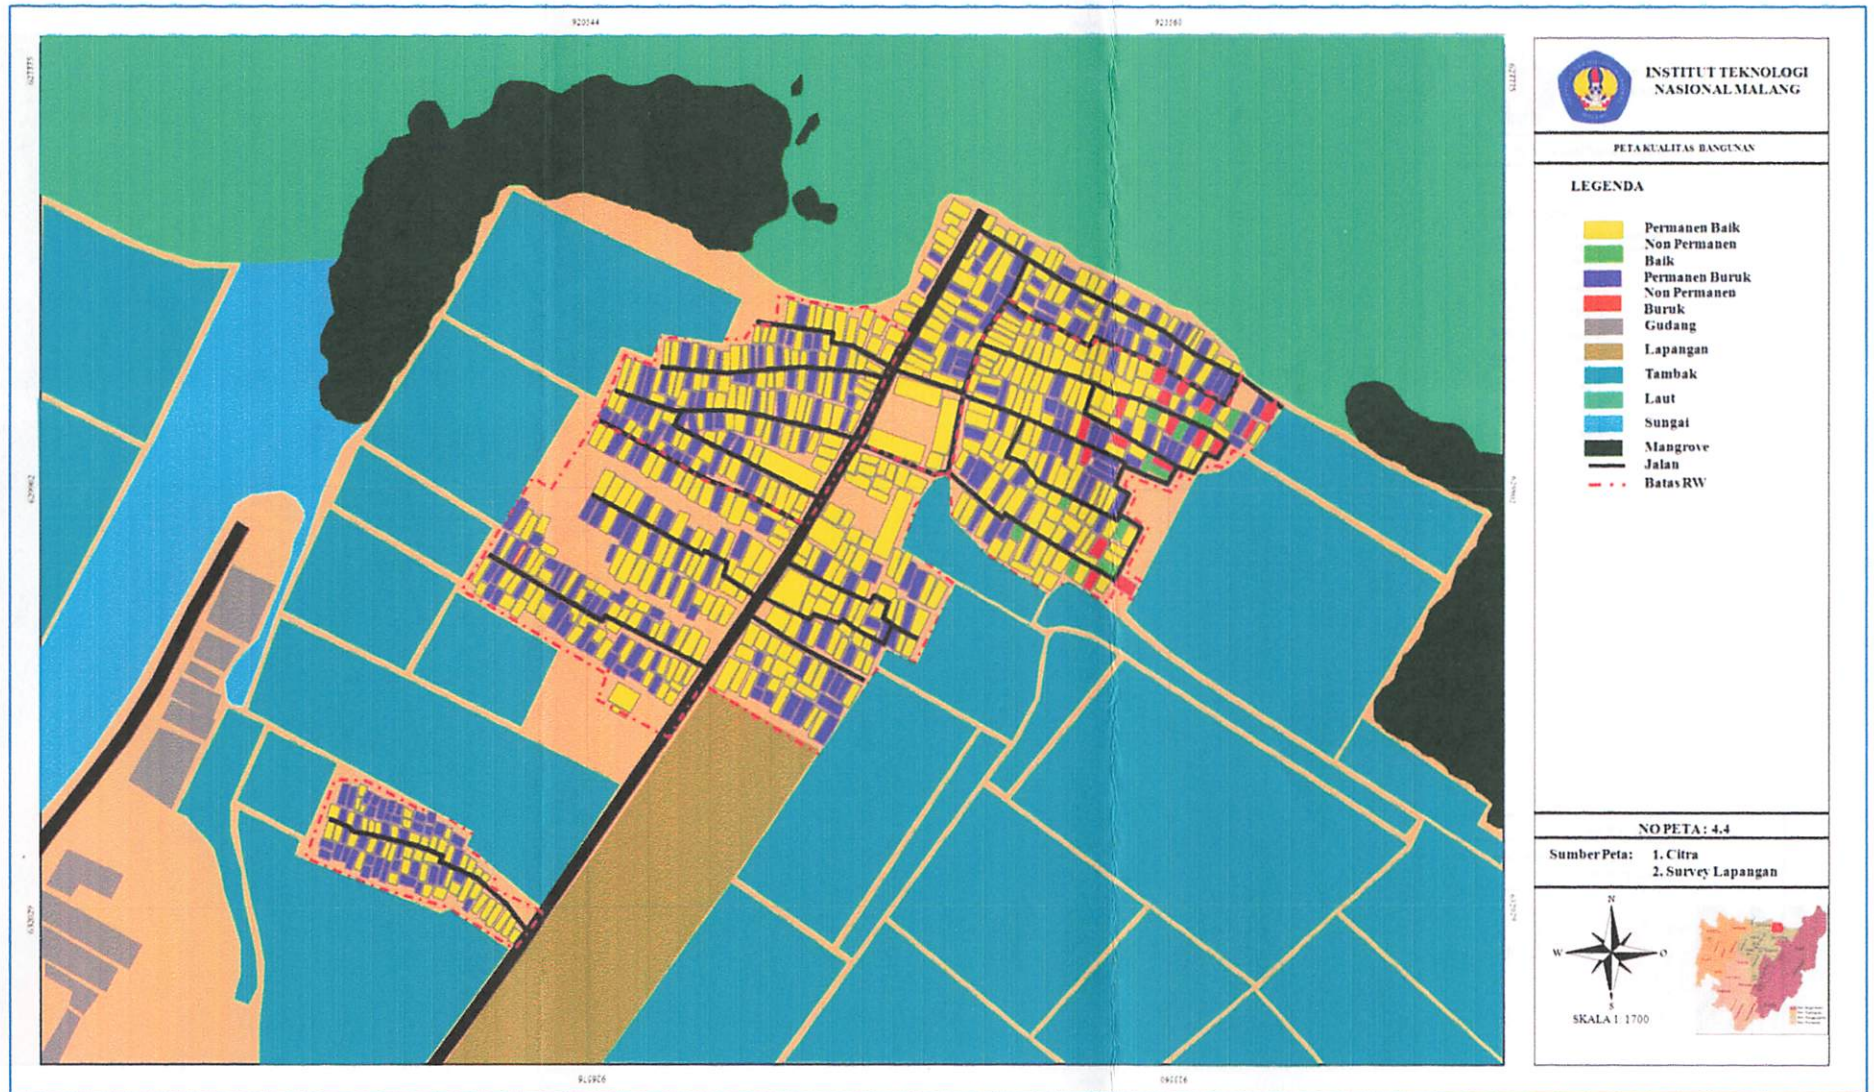 920544
923560
INSTITUT TEKNOLOGI
NASIONAL MALANG
PETA KUALITAS BANGUNAN
LEGENDA
Permanen Baik
Non Permanen
Baik
Permanen Buruk
Non Permanen
Buruk
Gudang
Lapangan
Tambak
Laut
Sungai
Mangrove
Jalan
Batas RW
NO PETA : 4.4
Sumber Peta: 1. Citra
2. Survey Lapangan
N
W O
S
SKALA 1: 1700